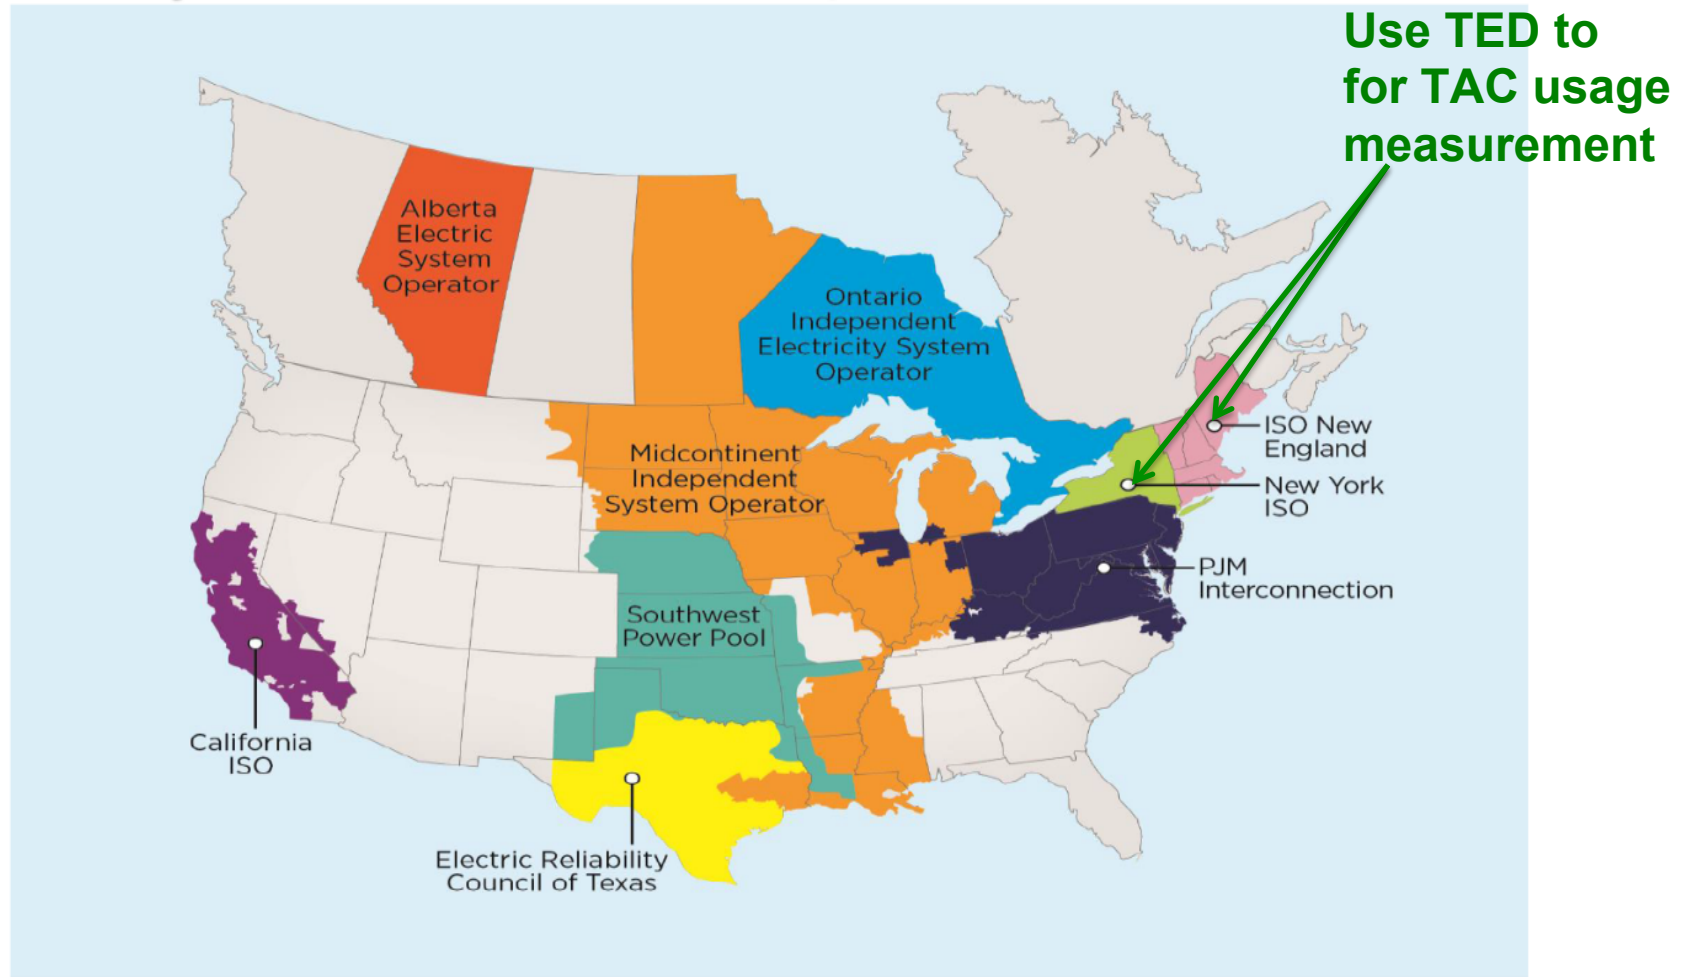 Use TED to
for TAC usage
measurement
Alberta
Electric
System
Operator
Ontario
Independent
Electricity System
Operator
ISO New
England
Midcontinent
Independent
System Operator
New York
ISO
PJM
Interconnection
Southwest
Power Pool
California
ISO
Electric Reliability
Council of Texas